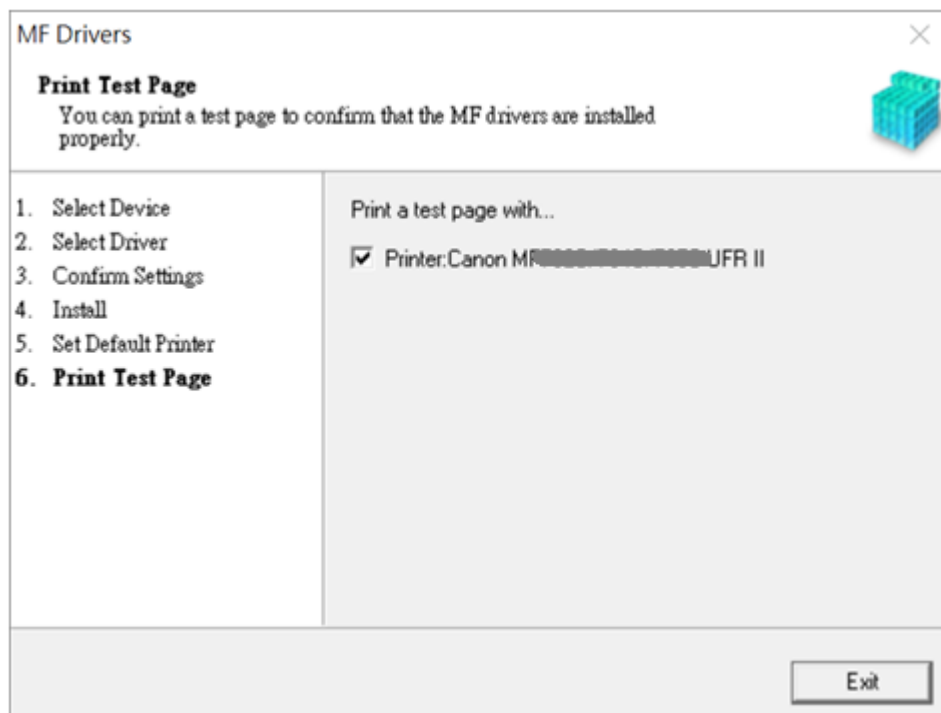 MF Drivers
Print Test Page
You can print a test page to confirm that the MF drivers are installed
properly.
1. Select Device
2. Select Driver
3. Confirm Settings
4. Install
5. Set Default Printer
6. Print Test Page
Print a test page with...
Printer:Canon UFR II
Exit